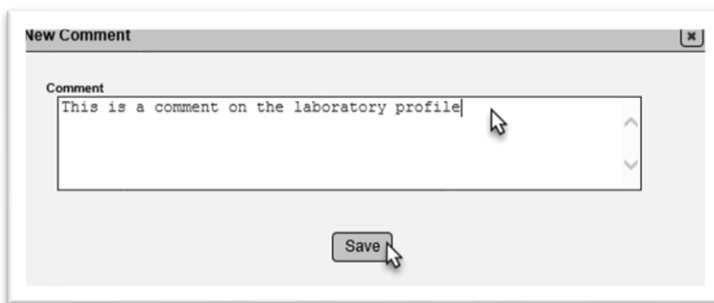 New Comment
Comment
This is a comment on the laboratory profile
Save